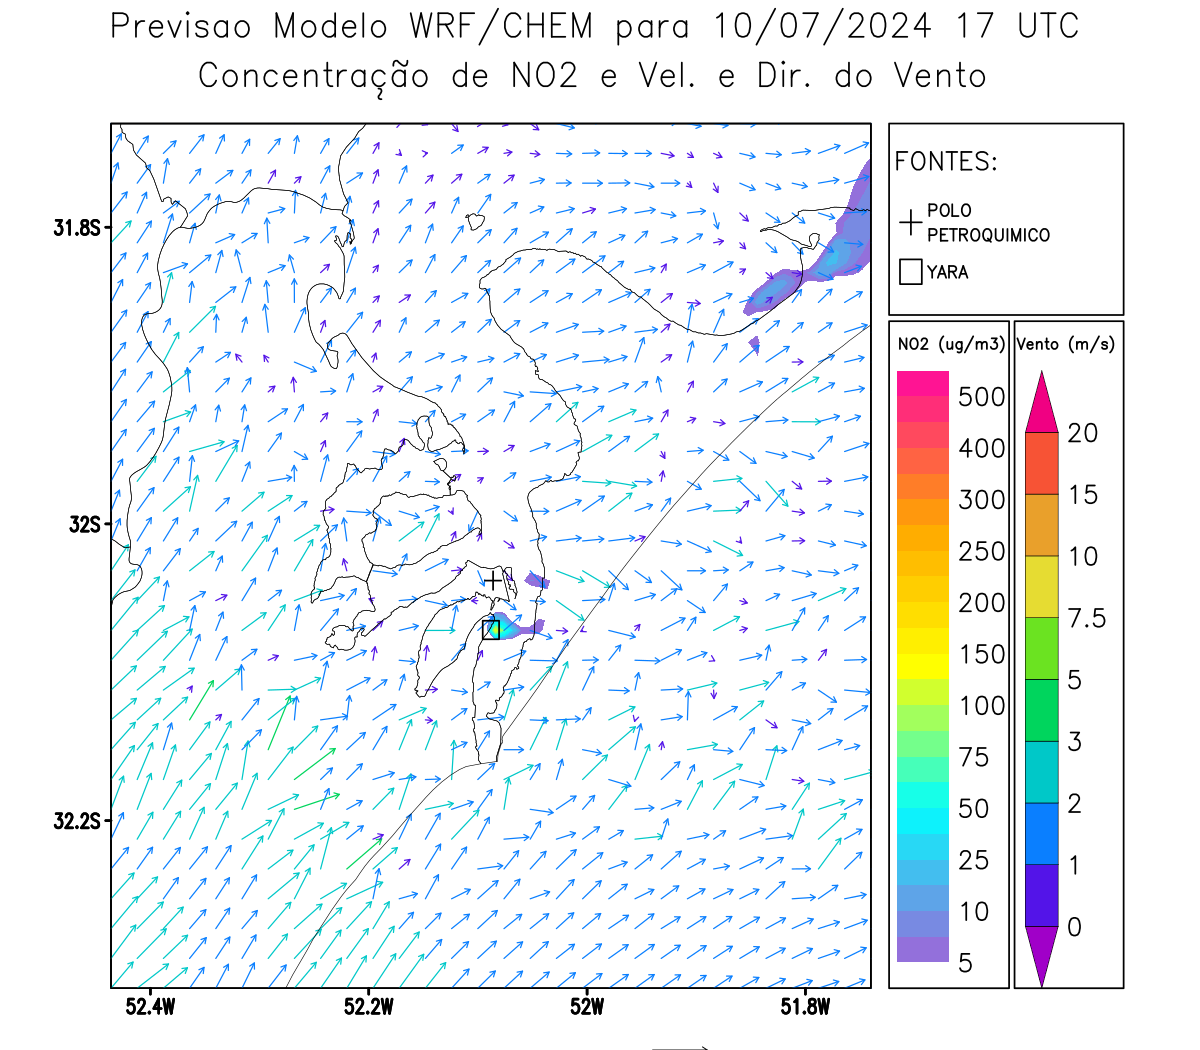 Previsao Modelo WRF/CHEM para 10/07/2024 17 UTC
Concentração de NO2 e Vel. e Dir. do Vento
FONTES:
POLO
PETROQUIMICO
YARA
31.8S
32S
32.2S
52.4W
52.2W
52W
51.8W
NO2 (ug/m3)
500
400
300
250
200
150
100
75
50
25
10
5
Vento (m/s)
20
15
10
7.5
5
3
2
1
0